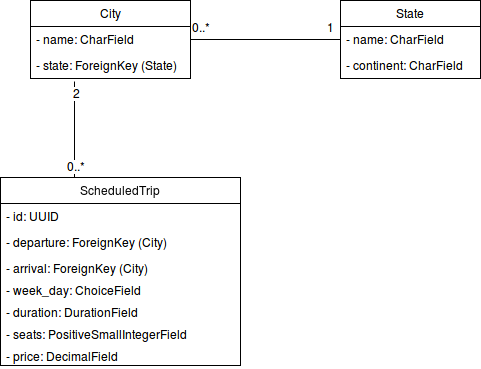 City
- name: CharField
- state: ForeignKey (State)
0..*
1
State
- name: CharField
- continent: CharField
2
0..*
ScheduledTrip
- id: UUID
- departure: ForeignKey (City)
- arrival: ForeignKey (City)
- week_day: ChoiceField
- duration: DurationField
- seats: PositiveSmallIntegerField
- price: DecimalField